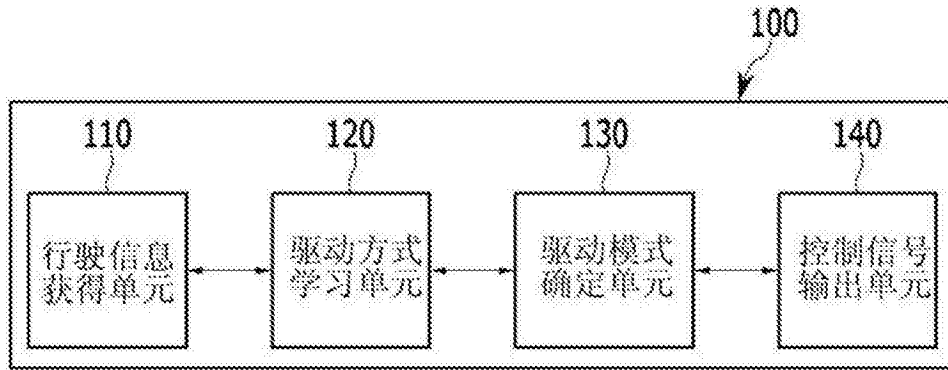 100
110
120
130
140
行驶信息
获得单元
驱动方式
学习单元
驱动模式
确定单元
控制信号
输出单元